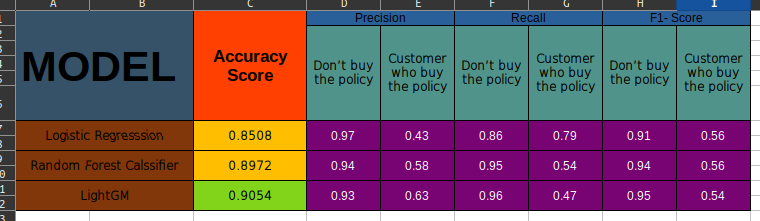 A B C D E F G H I
1 Precision Recall F1- Score
MODEL
Accuracy
Score
Don't buy
the policy
Customer
who buy
the policy
Don't buy
the policy
Customer
who buy
the policy
Don't buy
the policy
Customer
who buy
the policy
Logistic Regresssion 0.8508 0.97 0.43 0.86 0.79 0.91 0.56
Random Forest Calssifier 0.8972 0.94 0.58 0.95 0.54 0.94 0.56
LightGM 0.9054 0.93 0.63 0.96 0.47 0.95 0.54